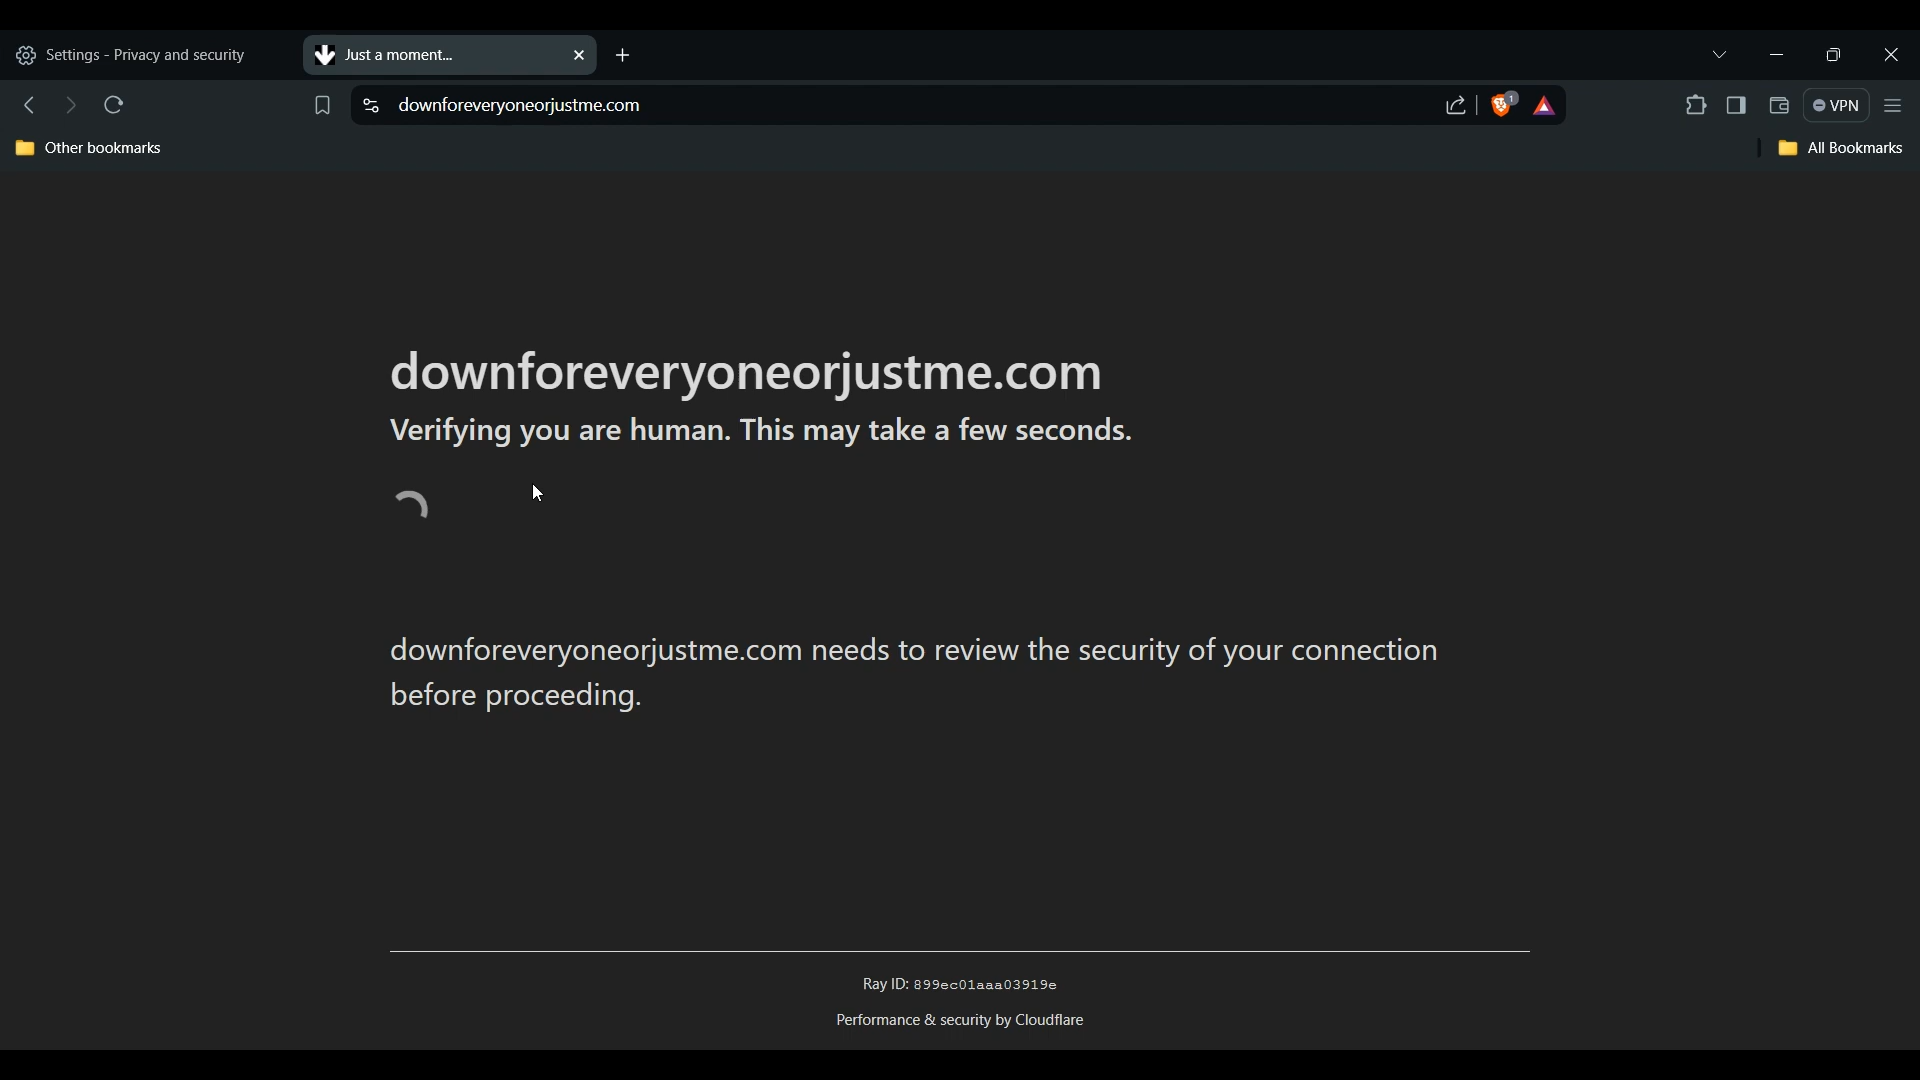 Settings - Privacy and security
Just a moment...
downforeveryoneorjustme.com
1
VPN
Other bookmarks
All Bookmarks
downforeveryoneorjustme.com
Verifying you are human. This may take a few seconds.
downforeveryoneorjustme.com needs to review the security of your connection
before proceeding.
Ray ID: 899ec01aaa03919e
Performance & security by Cloudflare